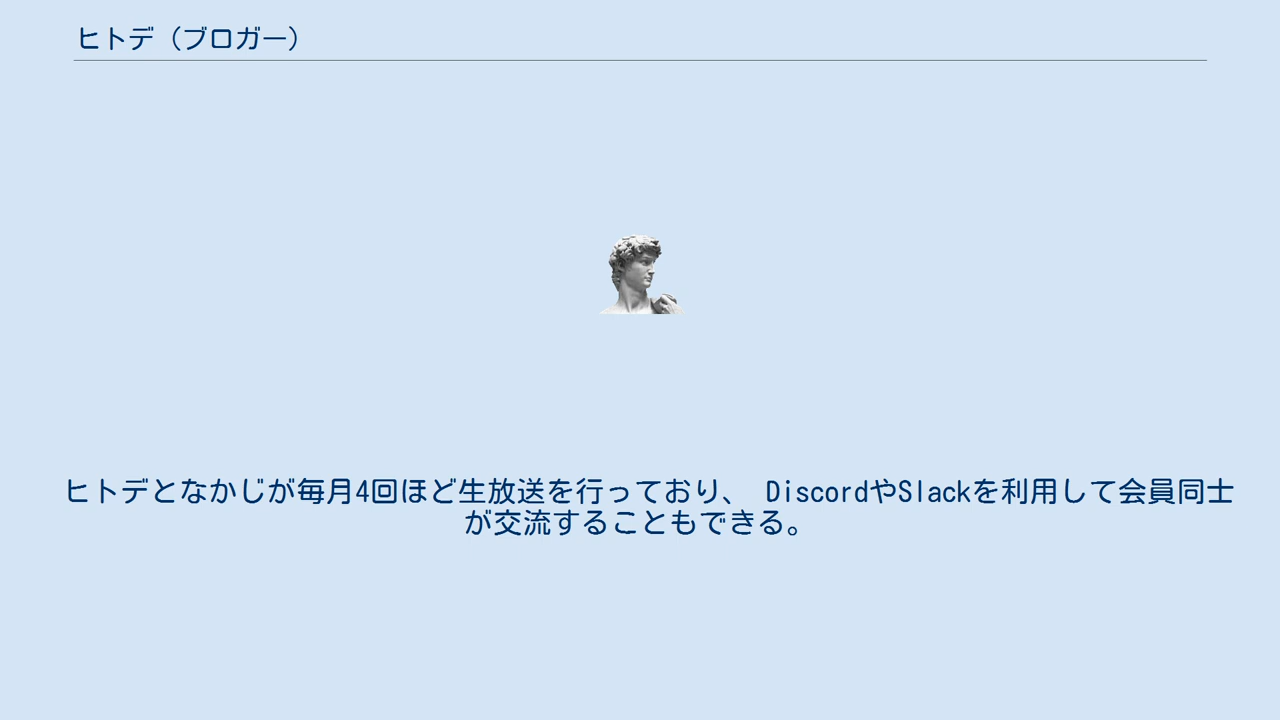 ヒトデ（ブロガー）
ヒトデとなかじが毎月4回ほど生放送を行っており、 DiscordやSlackを利用して会員同士
が交流することもできる。